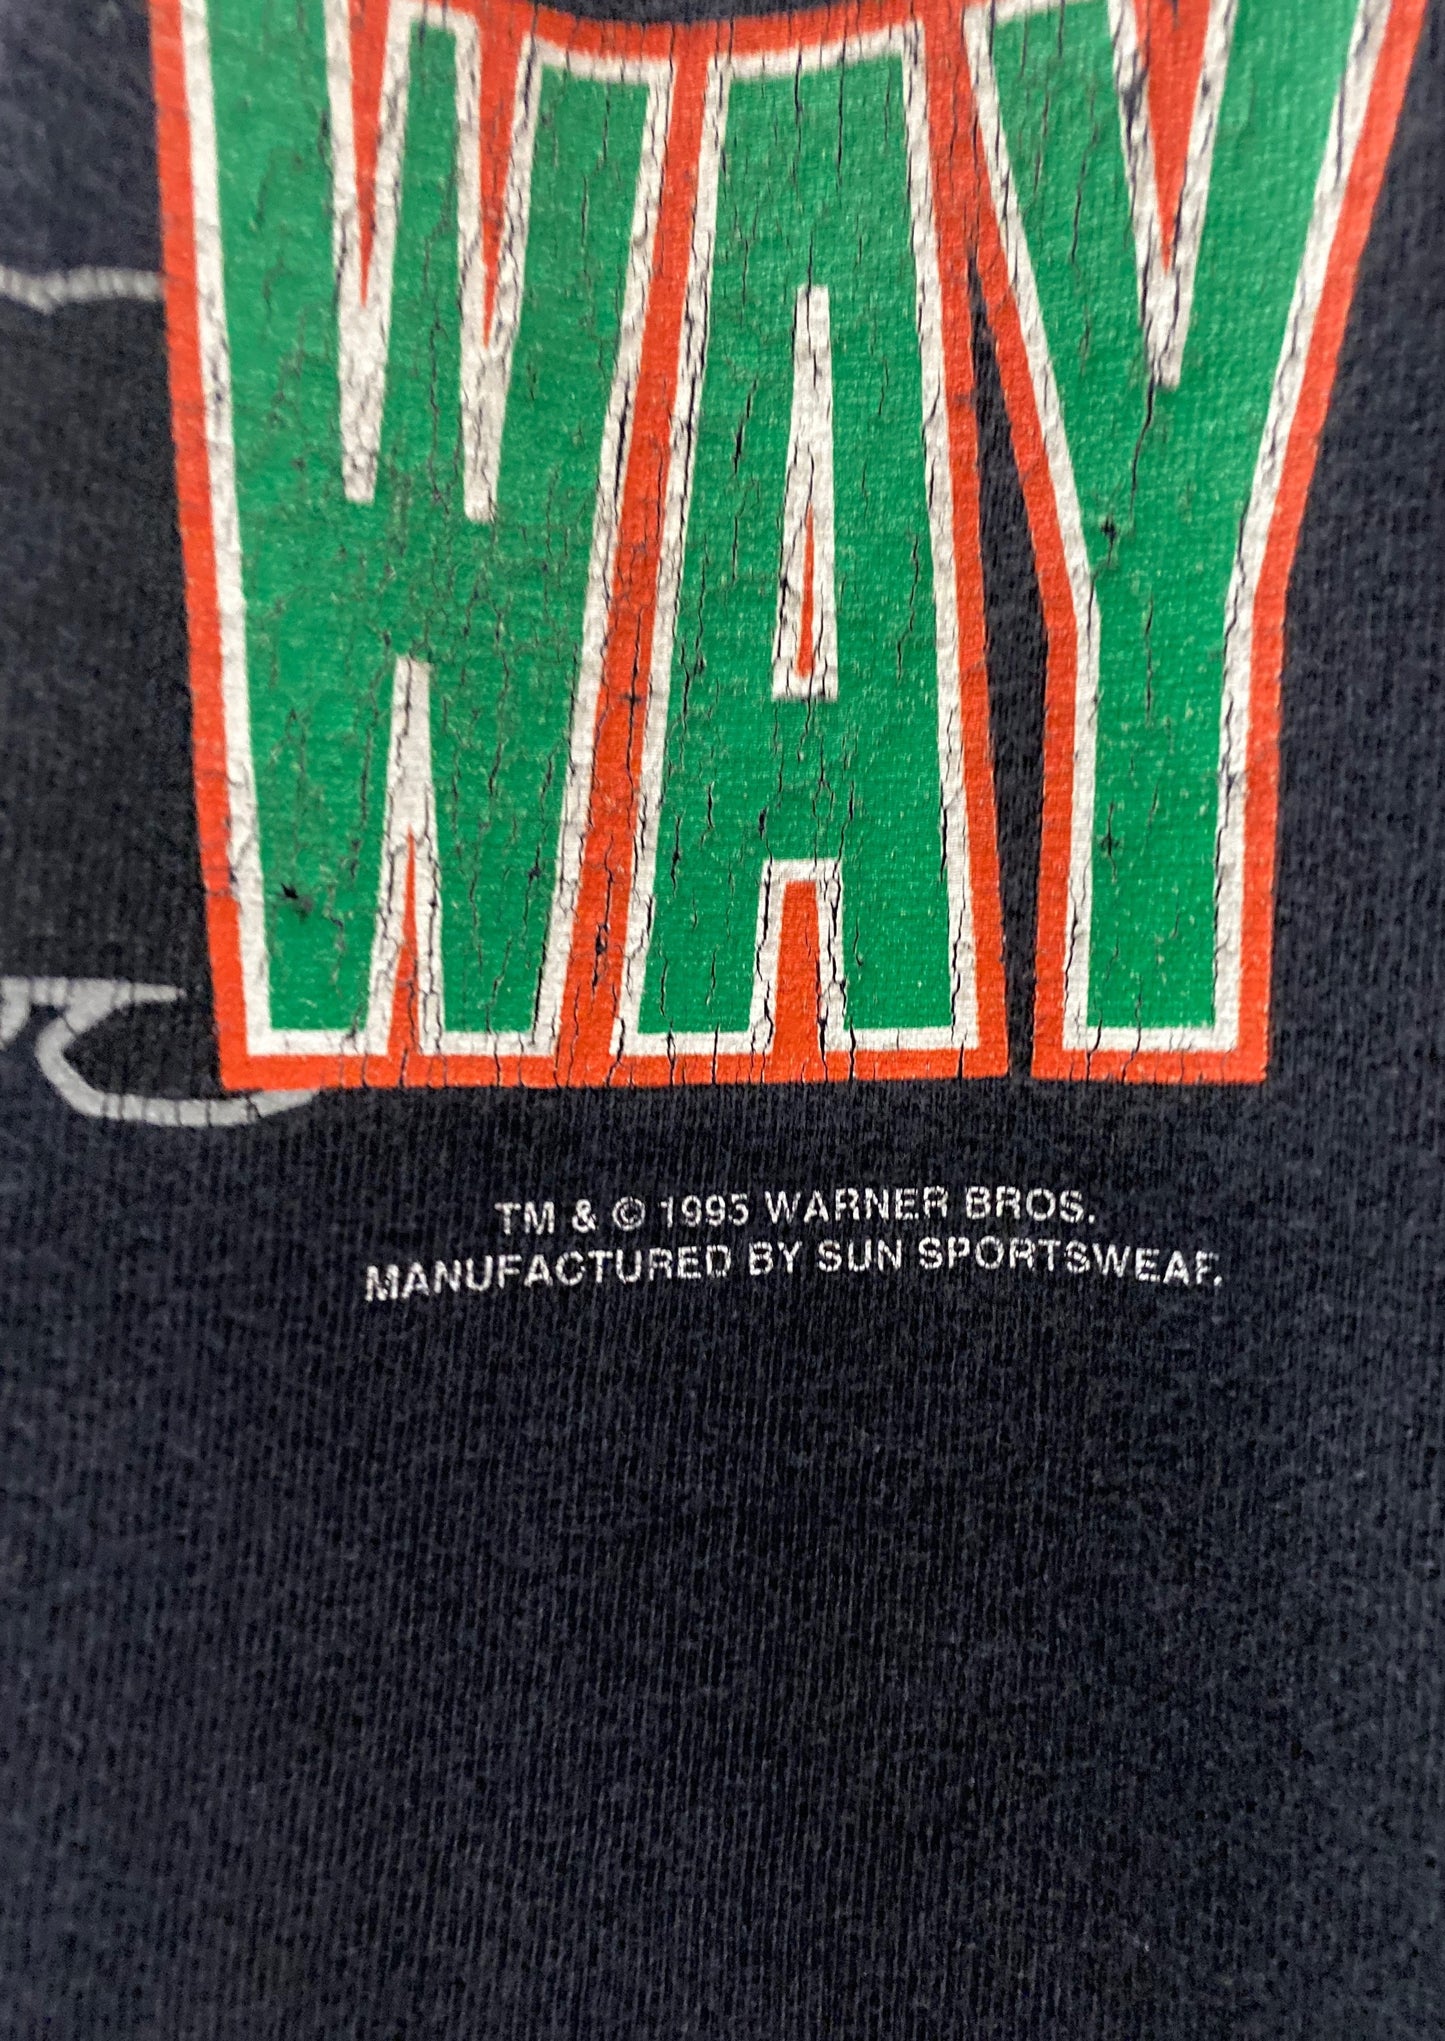 WAY
TM & © 1995 WARNER BROS.
MANUFACTURED BY SUN SPORTSWEAR.